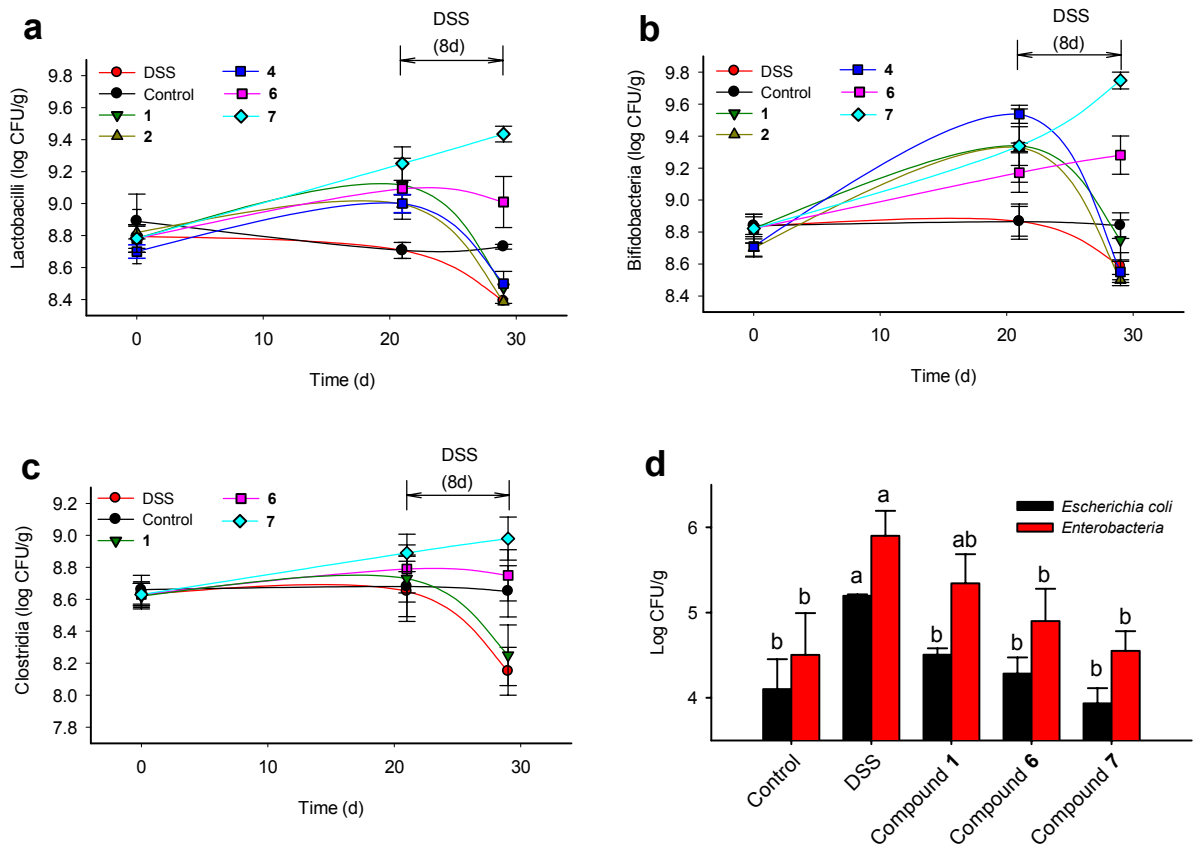 a
DSS
(8d)
DSS
Control
1
2
4
6
7
Lactobacilli (log CFU/g)
9.8
9.6
9.4
9.2
9.0
8.8
8.6
8.4
0
10
20
30
Time (d)
b
DSS
(8d)
DSS
Control
1
2
4
6
7
Bifidobacteria (log CFU/g)
9.8
9.6
9.4
9.2
9.0
8.8
8.6
8.4
0
10
20
30
Time (d)
c
DSS
(8d)
DSS
Control
1
6
7
Clostridia (log CFU/g)
9.2
9.0
8.8
8.6
8.4
8.2
8.0
7.8
0
10
20
30
Time (d)
d
Escherichia coli
Enterobacteria
Log CFU/g
6
5
4
b
b
a
a
b
ab
b
b
b
b
Control
DSS
Compound 1
Compound 6
Compound 7